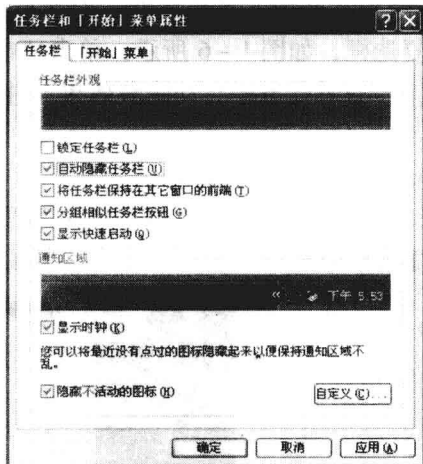 任务栏和「开始」菜单属性
任务栏 「开始」菜单
任务栏外观
锁定任务栏(L)
自动隐藏任务栏(U)
将任务栏保持在其它窗口的前端(T)
分组相似任务栏按钮(G)
显示快速启动(Q)
通知区域
« 下午 5:53
显示时钟(K)
您可以将最近没有点过的图标隐藏起来以便保持通知区域不
乱。
隐藏不活动的图标(H) 自定义(C)...
确定 取消 应用(A)